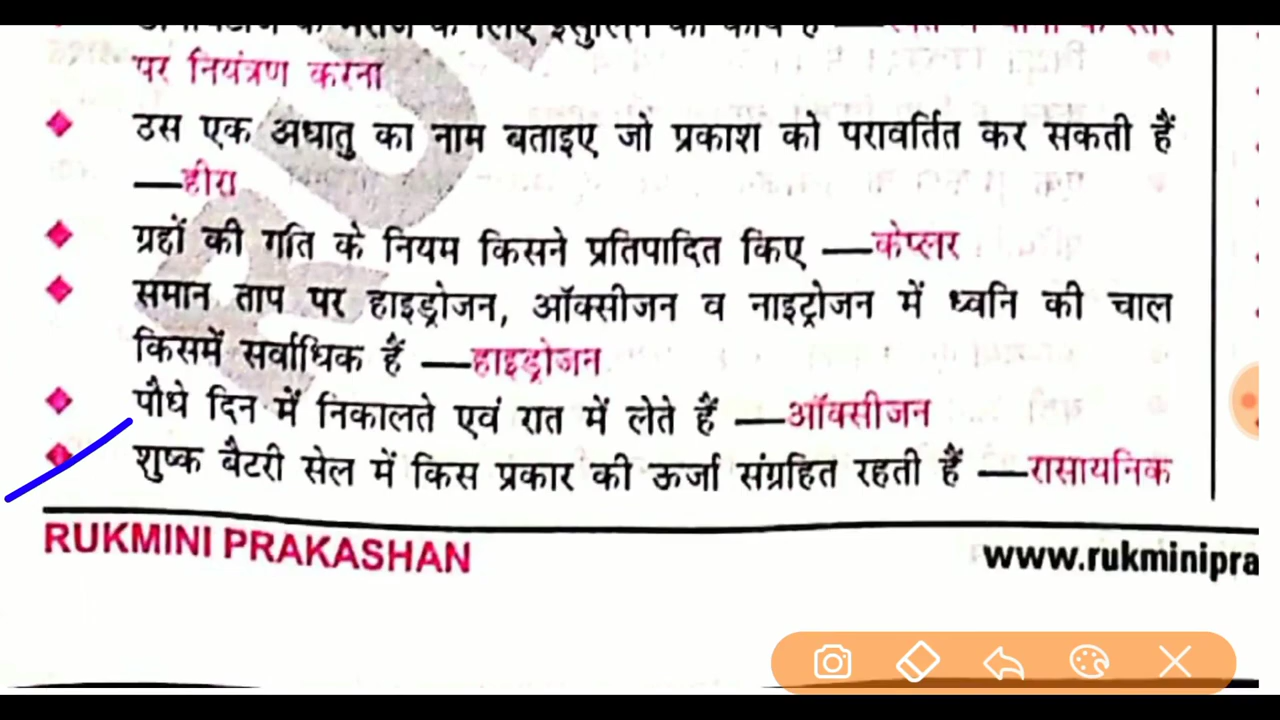 के लिए इंसुलिन का कार्य है
पर नियंत्रण करना
उस एक अधातु का नाम बताइए जो प्रकाश को परावर्तित कर सकती हैं
—हीरा
ग्रहों की गति के नियम किसने प्रतिपादित किए —केप्लर
समान ताप पर हाइड्रोजन, ऑक्सीजन व नाइट्रोजन में ध्वनि की चाल
किसमें सर्वाधिक हैं —हाइड्रोजन
पौधे दिन में निकालते एवं रात में लेते हैं —ऑक्सीजन
शुष्क बैटरी सेल में किस प्रकार की ऊर्जा संग्रहित रहती हैं —रासायनिक
RUKMINI PRAKASHAN
www.rukminipra